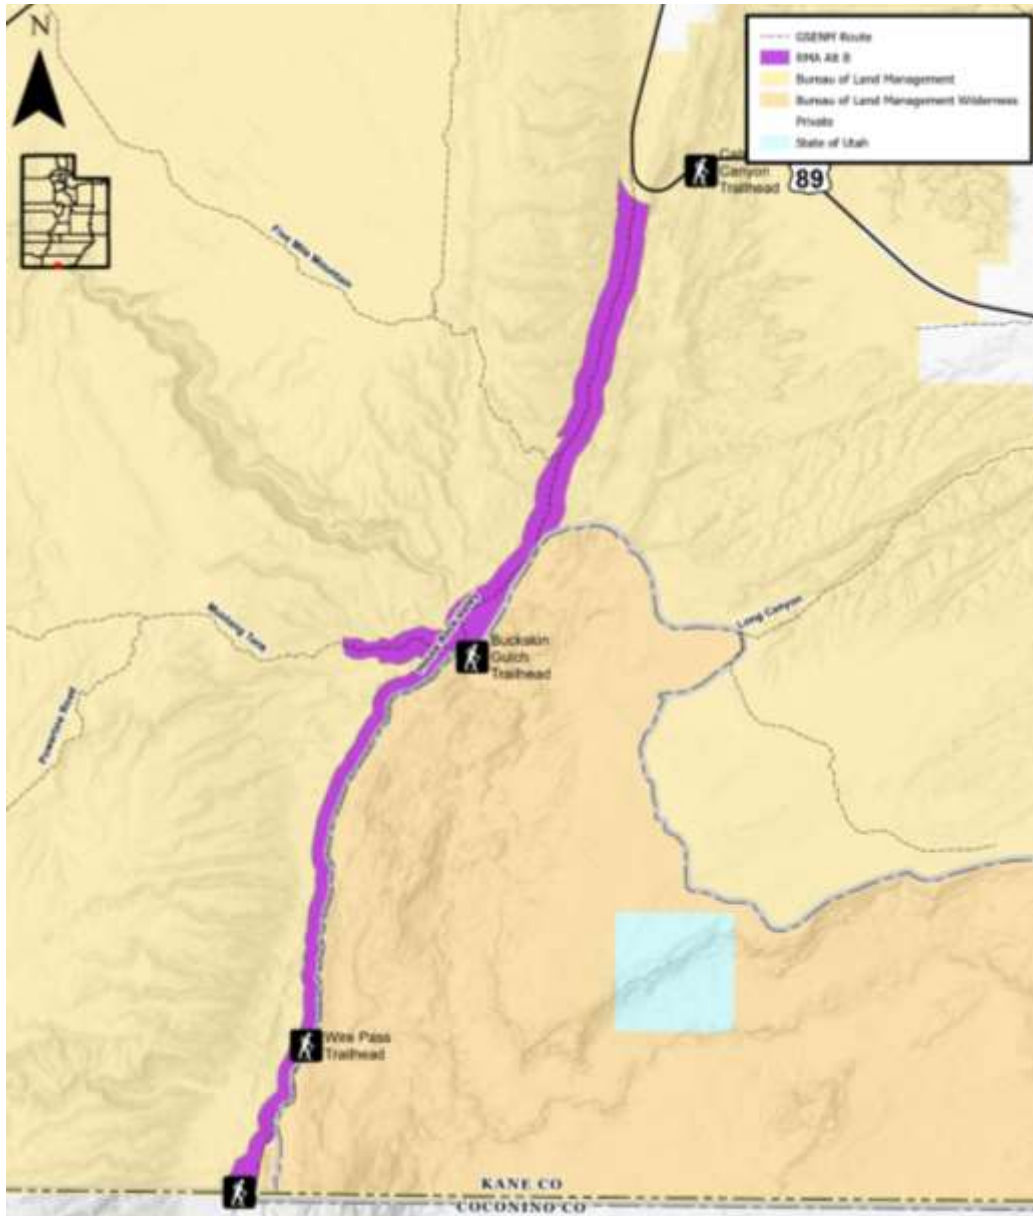 N
GSENM Route
RMA Alt B
Bureau of Land Management
Bureau of Land Management Wilderness
Private
State of Utah
Canyon
Trailhead
89
Five Mile Mountain
Long Canyon
Mustang
Buckskin
Gulch
Trailhead
Wire Pass
Trailhead
KANE CO
COCONINO CO